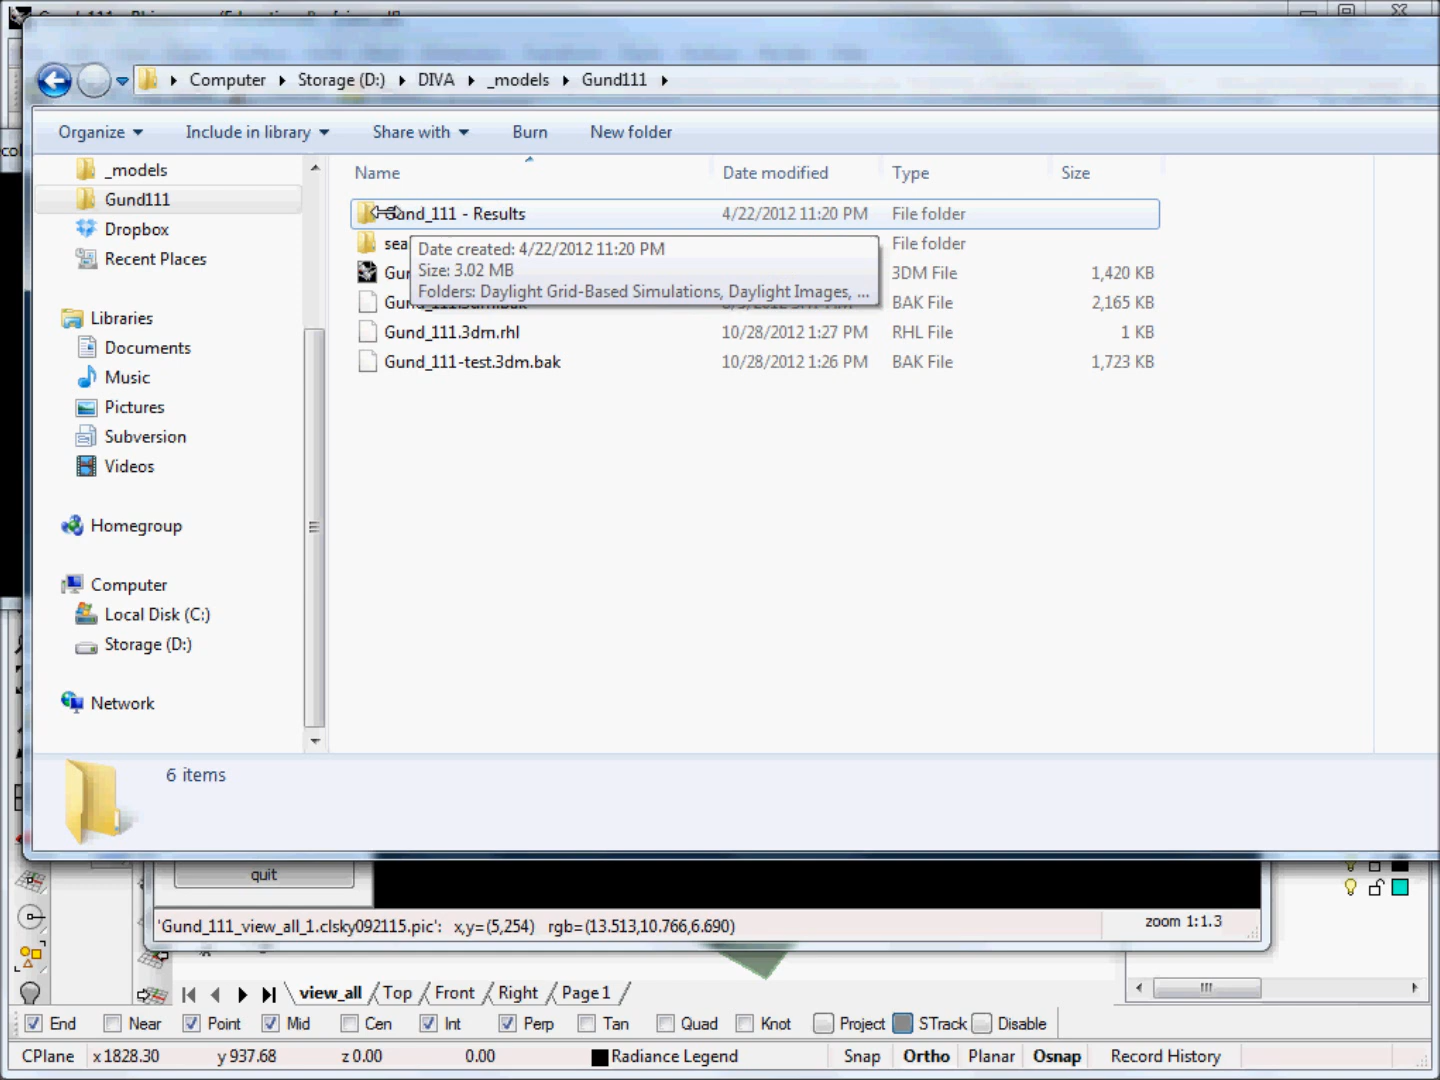 Computer Storage (D:) DIVA _models Gund111
Organize Include in library Share with Burn New folder
Name Date modified Type Size
_models
Gund111
Dropbox
Recent Places
Libraries
Documents
Music
Pictures
Subversion
Videos
Homegroup
Computer
Local Disk (C:)
Storage (D:)
Network
Gund_111 - Results 4/22/2012 11:20 PM File folder
sea File folder
Gu 3DM File 1,420 KB
BAK File 2,165 KB
Gund_111.3dm.rhl 10/28/2012 1:27 PM RHL File 1 KB
Gund_111-test.3dm.bak 10/28/2012 1:26 PM BAK File 1,723 KB
Date created: 4/22/2012 11:20 PM
Size: 3.02 MB
Folders: Daylight Grid-Based Simulations, Daylight Images, ...
6 items
quit
'Gund_111_view_all_1.clsky092115.pic': x,y=(5,254) rgb=(13.513,10.766,6.690) zoom 1:1.3
view_all Top Front Right Page1
End Near Point Mid Cen Int Perp Tan Quad Knot Project STrack Disable
CPlane x 1828.30 y 937.68 z 0.00 0.00 Radiance Legend Snap Ortho Planar Osnap Record History